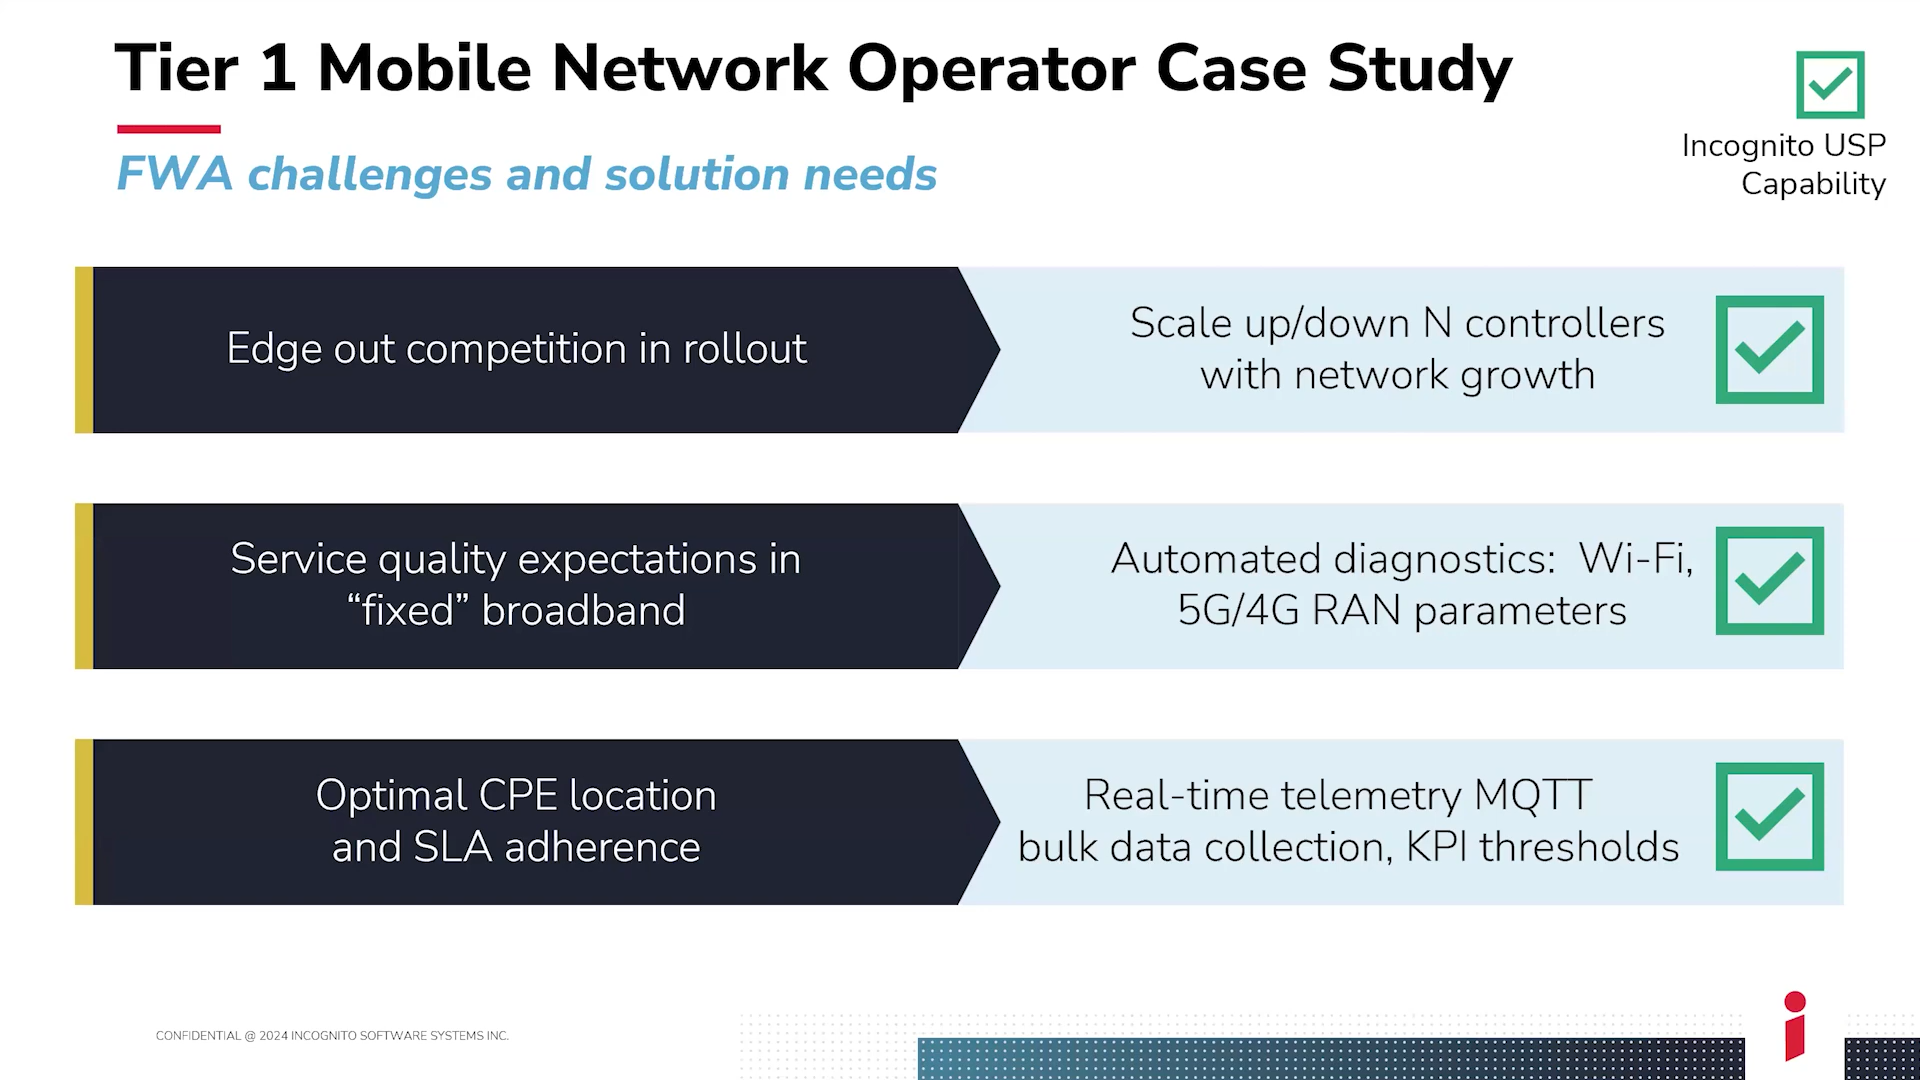 Tier 1 Mobile Network Operator Case Study
Incognito USP
Capability
FWA challenges and solution needs
Edge out competition in rollout
Scale up/down N controllers
with network growth
Service quality expectations in
“fixed” broadband
Automated diagnostics:  Wi-Fi,
5G/4G RAN parameters
Optimal CPE location
and SLA adherence
Real-time telemetry MQTT
bulk data collection, KPI thresholds
CONFIDENTIAL @ 2024 INCOGNITO SOFTWARE SYSTEMS INC.